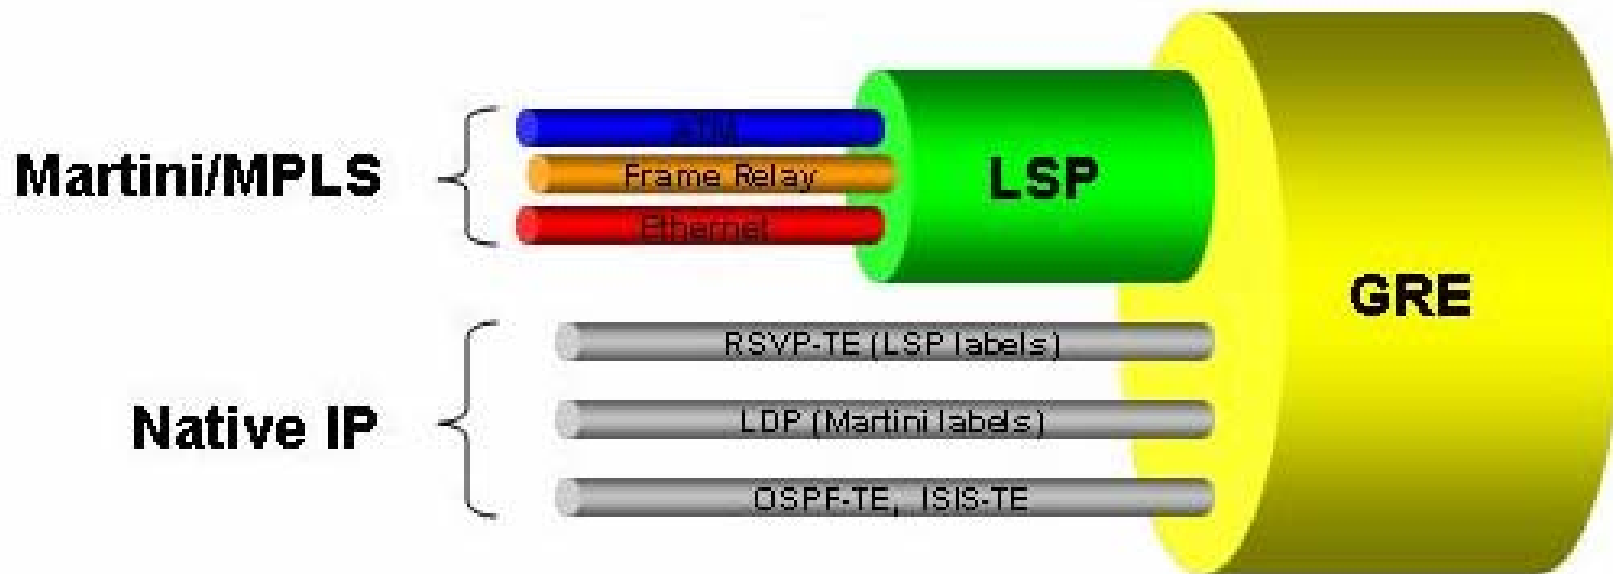 Martini/MPLS
ATM
Frame Relay
Ethernet
LSP
GRE
Native IP
RSVP-TE (LSP labels)
LDP (Martini labels)
OSPF-TE, ISIS-TE